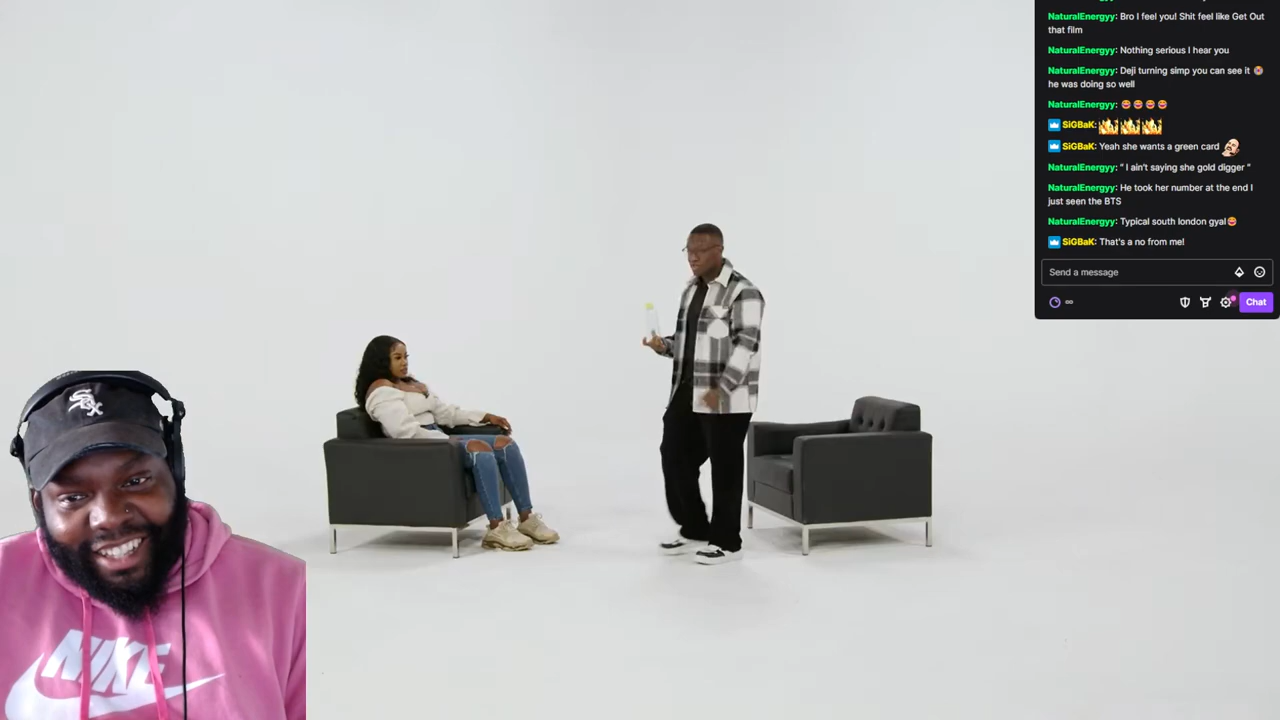 NaturalEnergyy: Bro I feel you! Shit feel like Get Out
that film
NaturalEnergyy: Nothing serious I hear you
NaturalEnergyy: Deji turning simp you can see it
he was doing so well
NaturalEnergyy:
SiGBaK:
SiGBaK: Yeah she wants a green card
NaturalEnergyy: " I ain't saying she gold digger "
NaturalEnergyy: He took her number at the end I
just seen the BTS
NaturalEnergyy: Typical south london gyal
SiGBaK: That's a no from me!
Send a message
Chat
SOX
NIKE